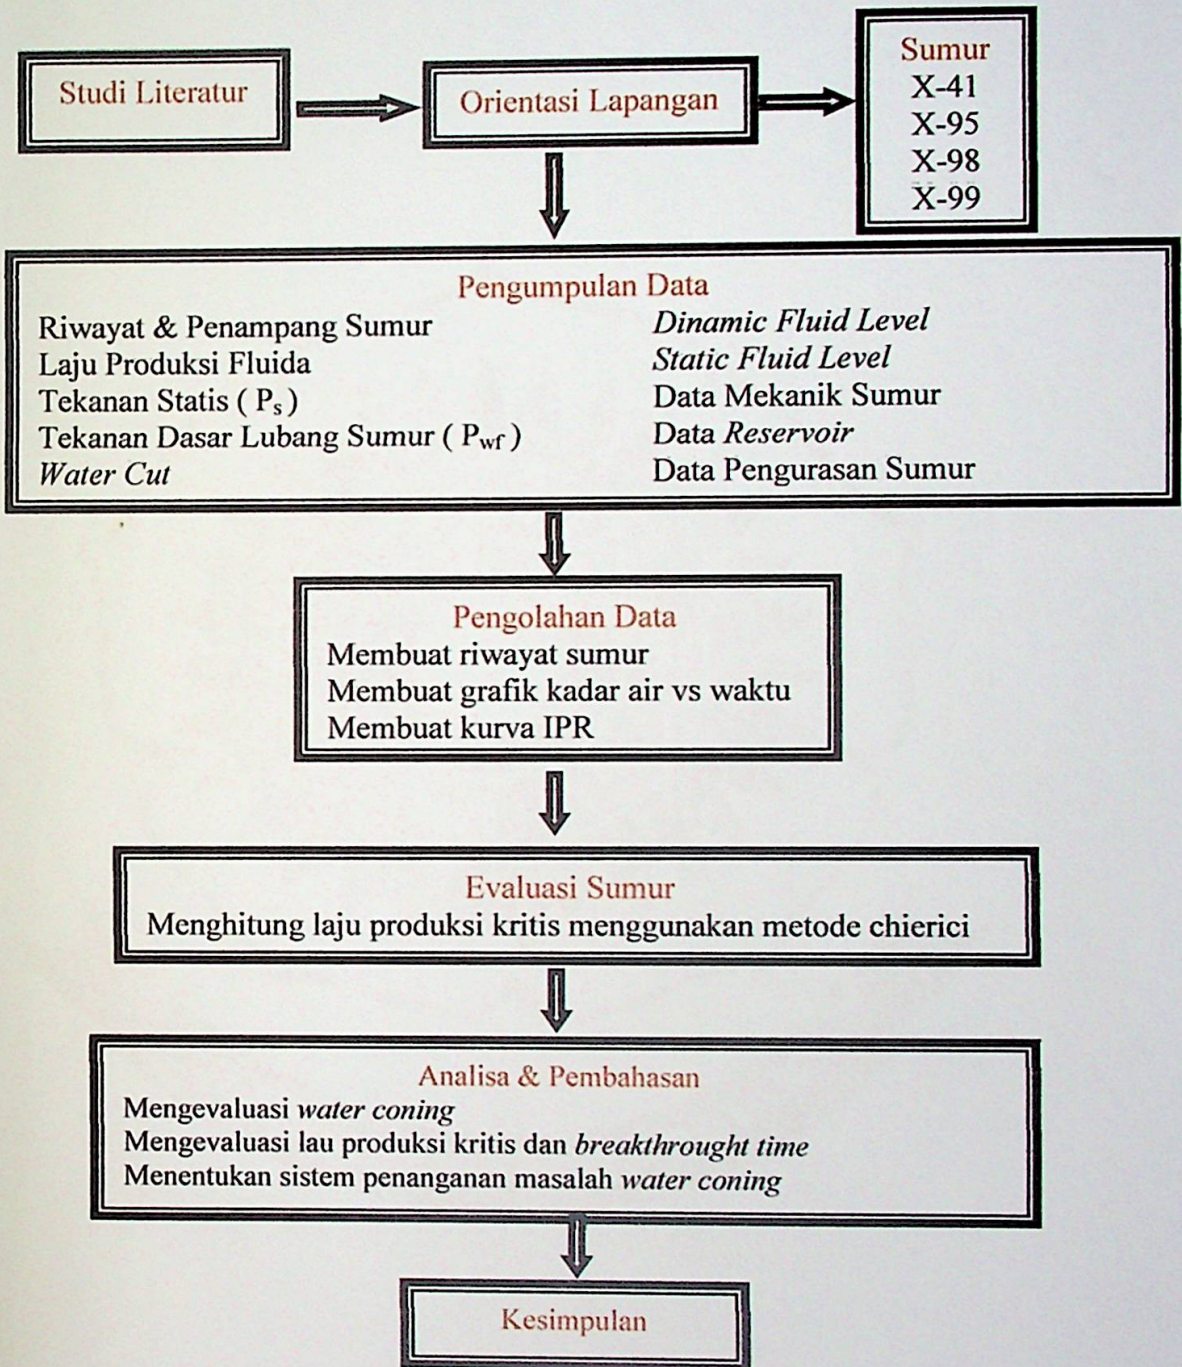 Studi Literatur
Orientasi Lapangan
Sumur
X-41
X-95
X-98
X-99
Pengumpulan Data
Riwayat & Penampang Sumur
Laju Produksi Fluida
Tekanan Statis ( Ps )
Tekanan Dasar Lubang Sumur ( Pwf )
Water Cut
Dinamic Fluid Level
Static Fluid Level
Data Mekanik Sumur
Data Reservoir
Data Pengurasan Sumur
Pengolahan Data
Membuat riwayat sumur
Membuat grafik kadar air vs waktu
Membuat kurva IPR
Evaluasi Sumur
Menghitung laju produksi kritis menggunakan metode chierici
Analisa & Pembahasan
Mengevaluasi water coning
Mengevaluasi lau produksi kritis dan breakthrought time
Menentukan sistem penanganan masalah water coning
Kesimpulan